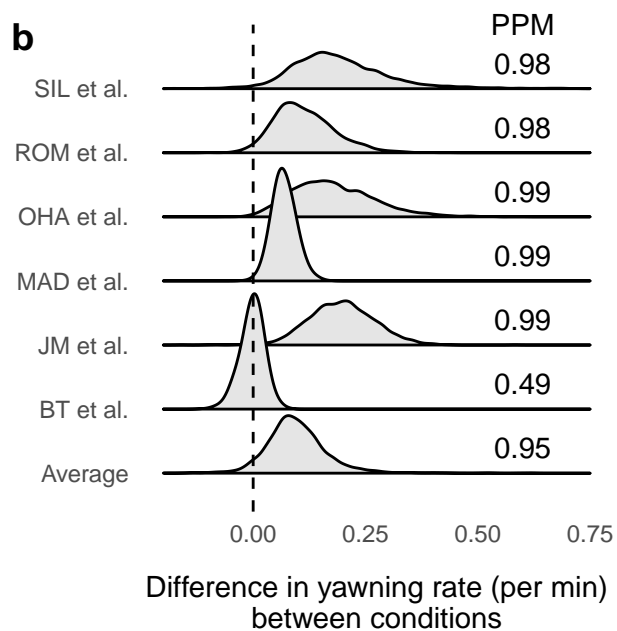 b
PPM
SIL et al. 0.98
ROM et al. 0.98
OHA et al. 0.99
MAD et al. 0.99
JM et al. 0.99
BT et al. 0.49
Average 0.95
0.00 0.25 0.50 0.75
Difference in yawning rate (per min)
between conditions